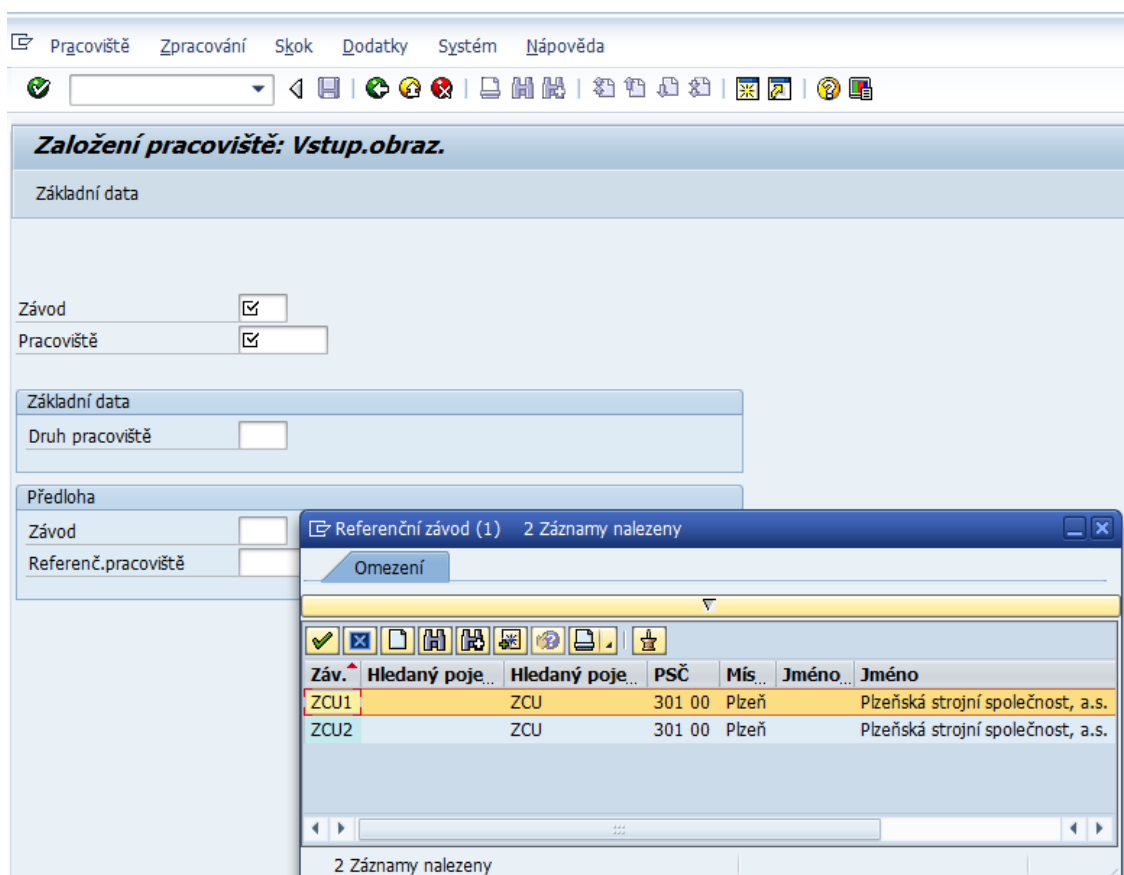 Pracoviště Zpracování Skok Dodatky Systém Nápověda
Založení pracoviště: Vstup.obraz.
Základní data
Závod
Pracoviště
Základní data
Druh pracoviště
Předloha
Závod
Referenč.pracoviště
Referenční závod (1) 2 Záznamy nalezeny
Omezení
Záv. Hledaný poje... Hledaný poje... PSČ Mís... Jméno... Jméno
ZCU1 ZCU 301 00 Plzeň Plzeňská strojní společnost, a.s.
ZCU2 ZCU 301 00 Plzeň Plzeňská strojní společnost, a.s.
2 Záznamy nalezeny